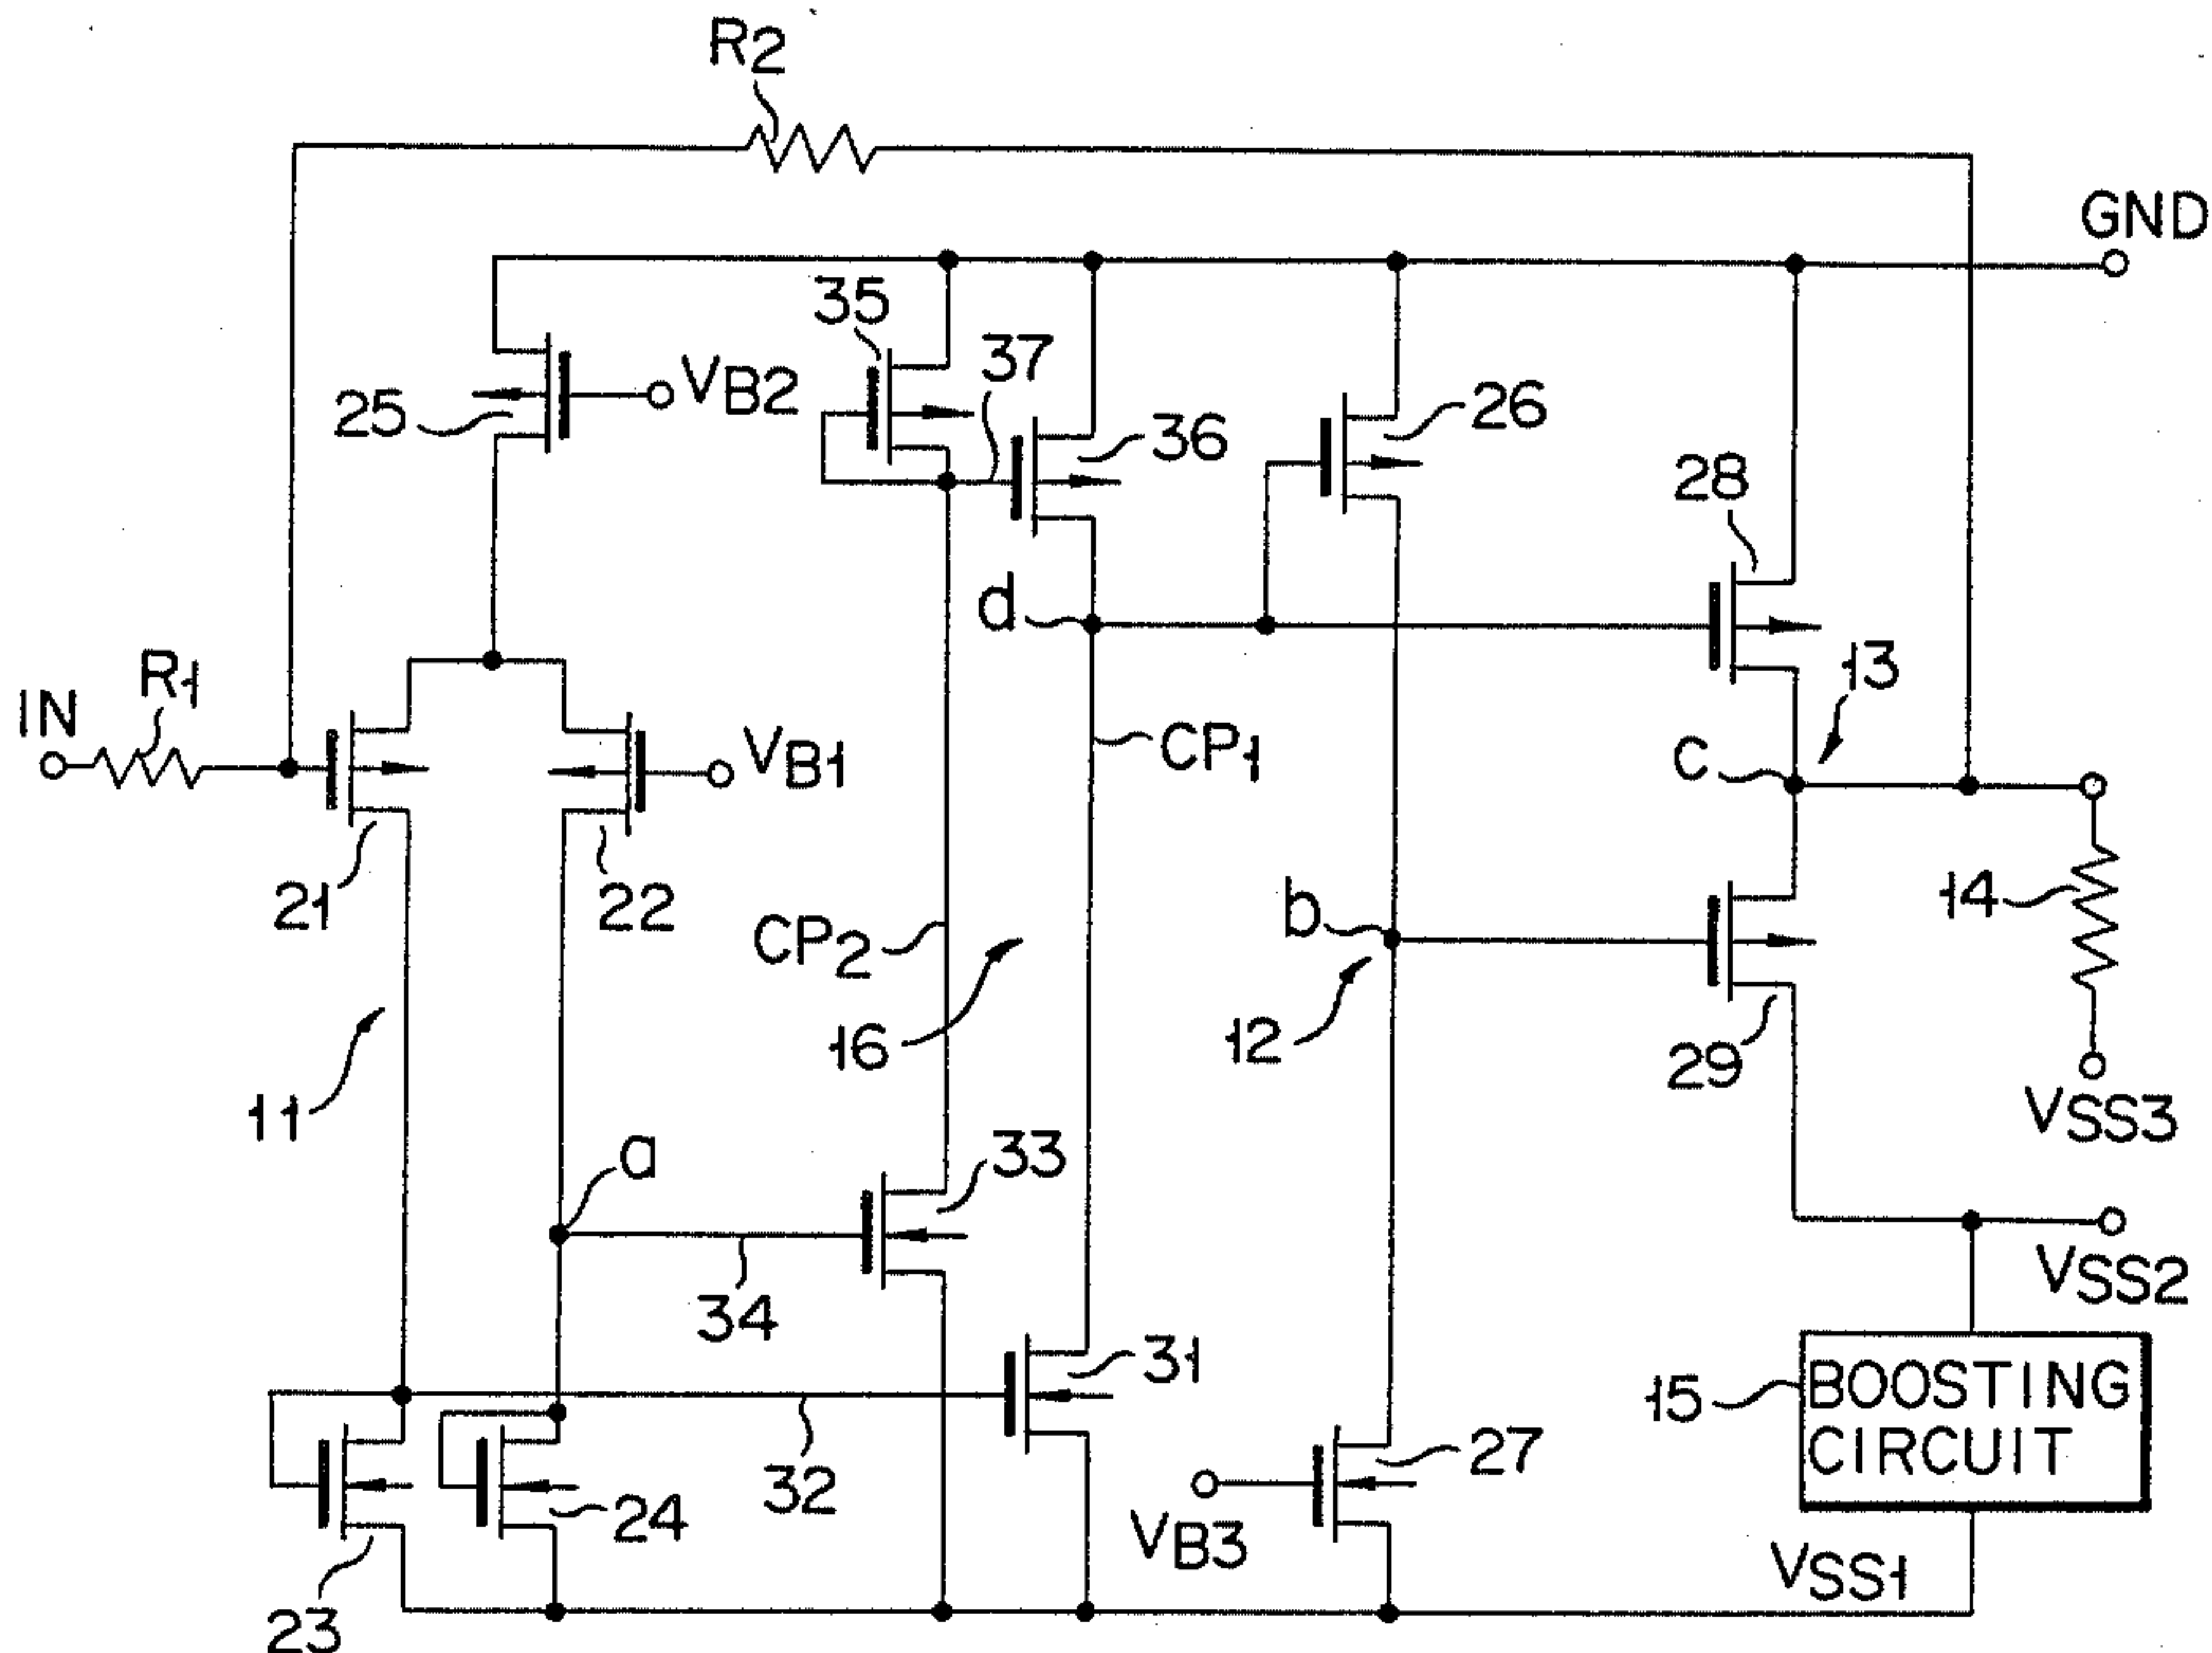 R2
GND
35
37
VB2
25
36
26
28
d
R1
IN
VB1
CP1
13
C
21
22
CP2
b
14
16
12
29
11
VSS3
a
33
34
31
VSS2
15
BOOSTING
CIRCUIT
32
24
27
VB3
VSS1
23